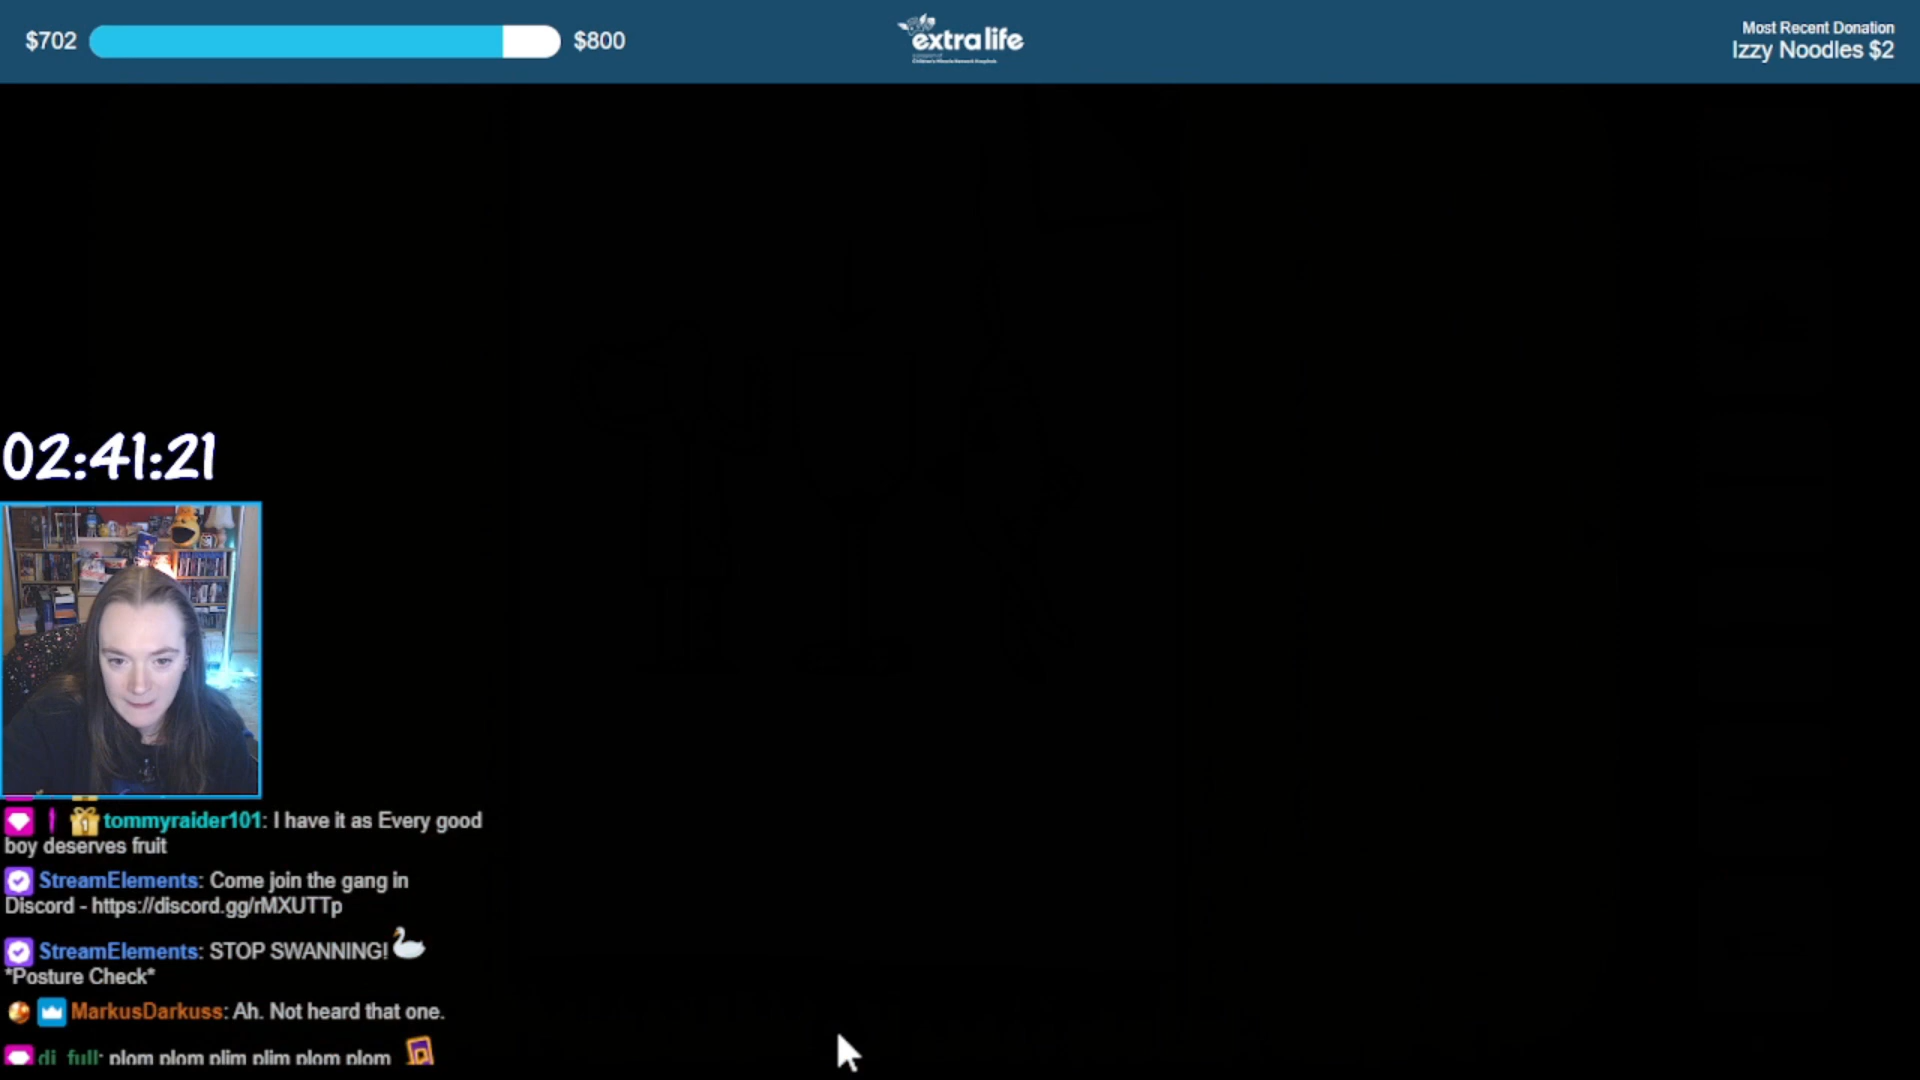 $702
$800
extra life
Most Recent Donation
Izzy Noodles $2
02:41:21
tommyraider101: I have it as Every good
boy deserves fruit
StreamElements: Come join the gang in
Discord - https://discord.gg/rMXUTTp
StreamElements: STOP SWANNING!
*Posture Check*
MarkusDarkuss: Ah. Not heard that one.
di_full: plom plom plim plim plom plom